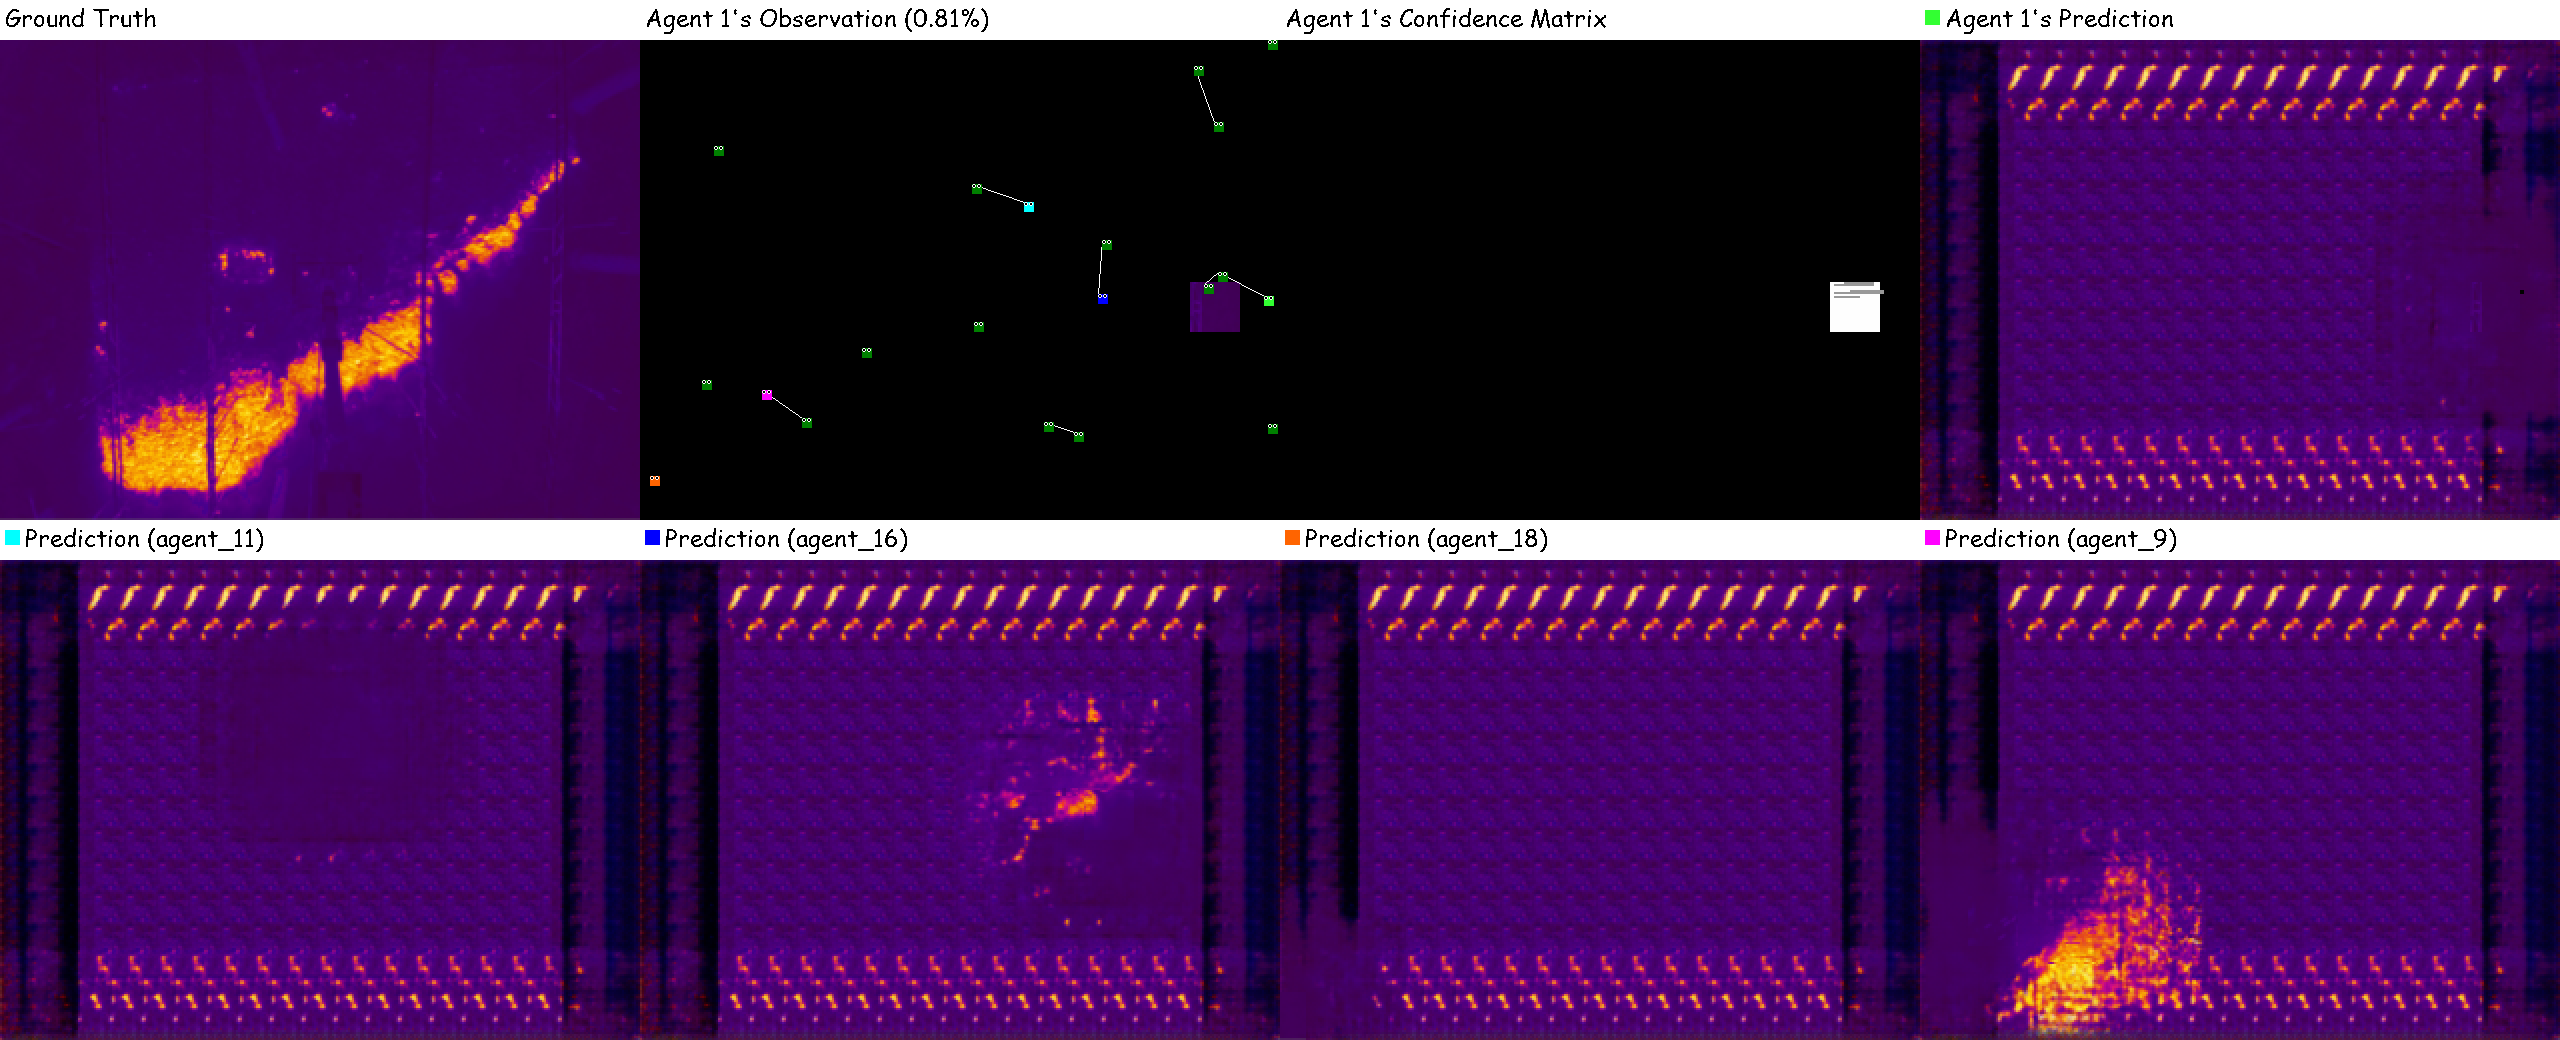 Ground Truth
Agent 1's Observation (0.81%)
Agent 1's Confidence Matrix
Agent 1's Prediction
Prediction (agent_11)
Prediction (agent_16)
Prediction (agent_18)
Prediction (agent_9)